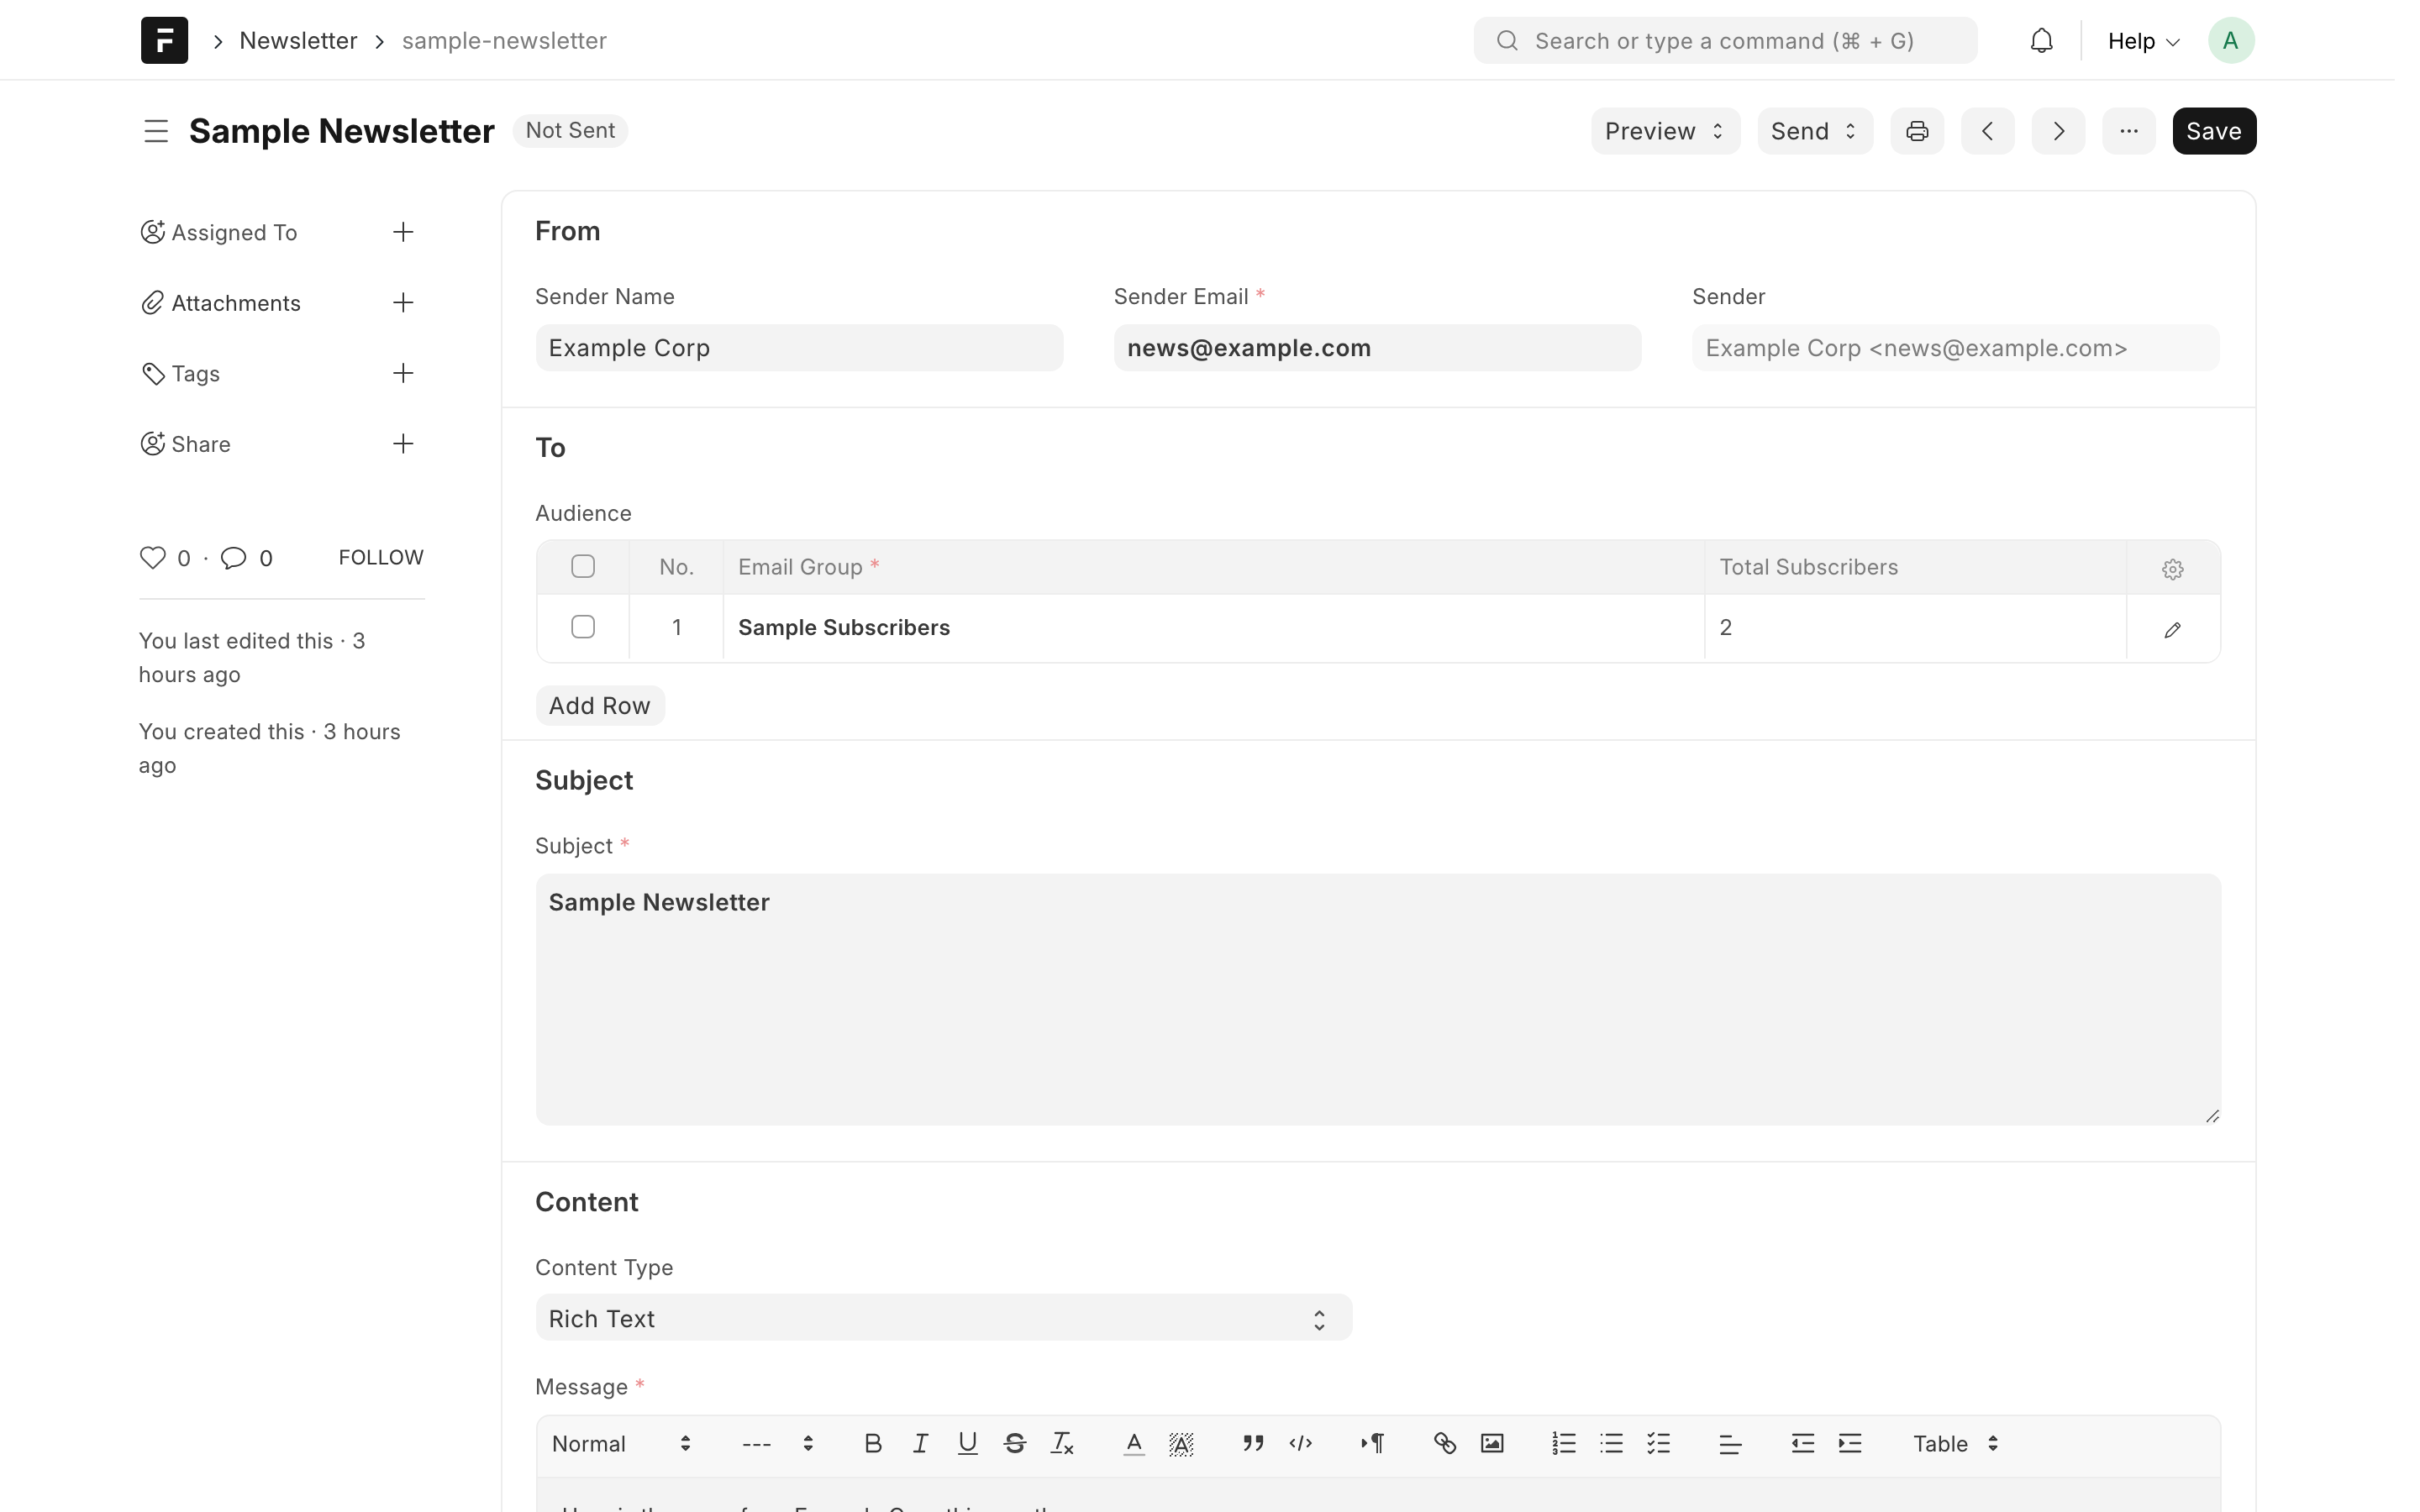 Newsletter
sample-newsletter
Search or type a command (⌘ + G)
Help
A
Sample Newsletter
Not Sent
Preview
Send
Save
Assigned To
Attachments
Tags
Share
0 · 0
FOLLOW
You last edited this · 3
hours ago
You created this · 3 hours
ago
From
Sender Name
Example Corp
Sender Email *
news@example.com
Sender
Example Corp <news@example.com>
To
Audience
No.
Email Group *
Total Subscribers
1
Sample Subscribers
2
Add Row
Subject
Subject *
Sample Newsletter
Content
Content Type
Rich Text
Message *
Normal
---
Table